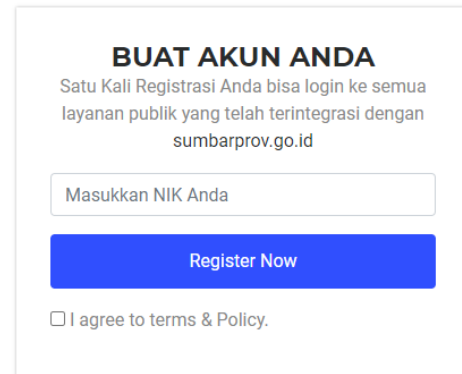 BUAT AKUN ANDA
Satu Kali Registrasi Anda bisa login ke semua
layanan publik yang telah terintegrasi dengan
sumbarprov.go.id
Masukkan NIK Anda
Register Now
I agree to terms & Policy.